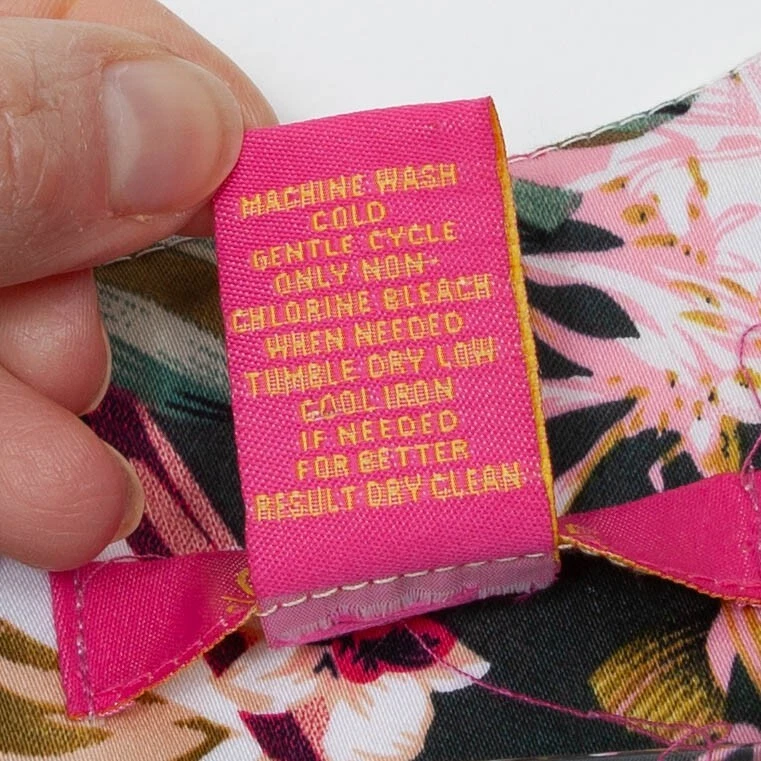 MACHINE WASH
COLD
GENTLE CYCLE
ONLY NON-
CHLORINE BLEACH
WHEN NEEDED
TUMBLE DRY LOW
COOL IRON
IF NEEDED
FOR BETTER
RESULT DRY CLEAN